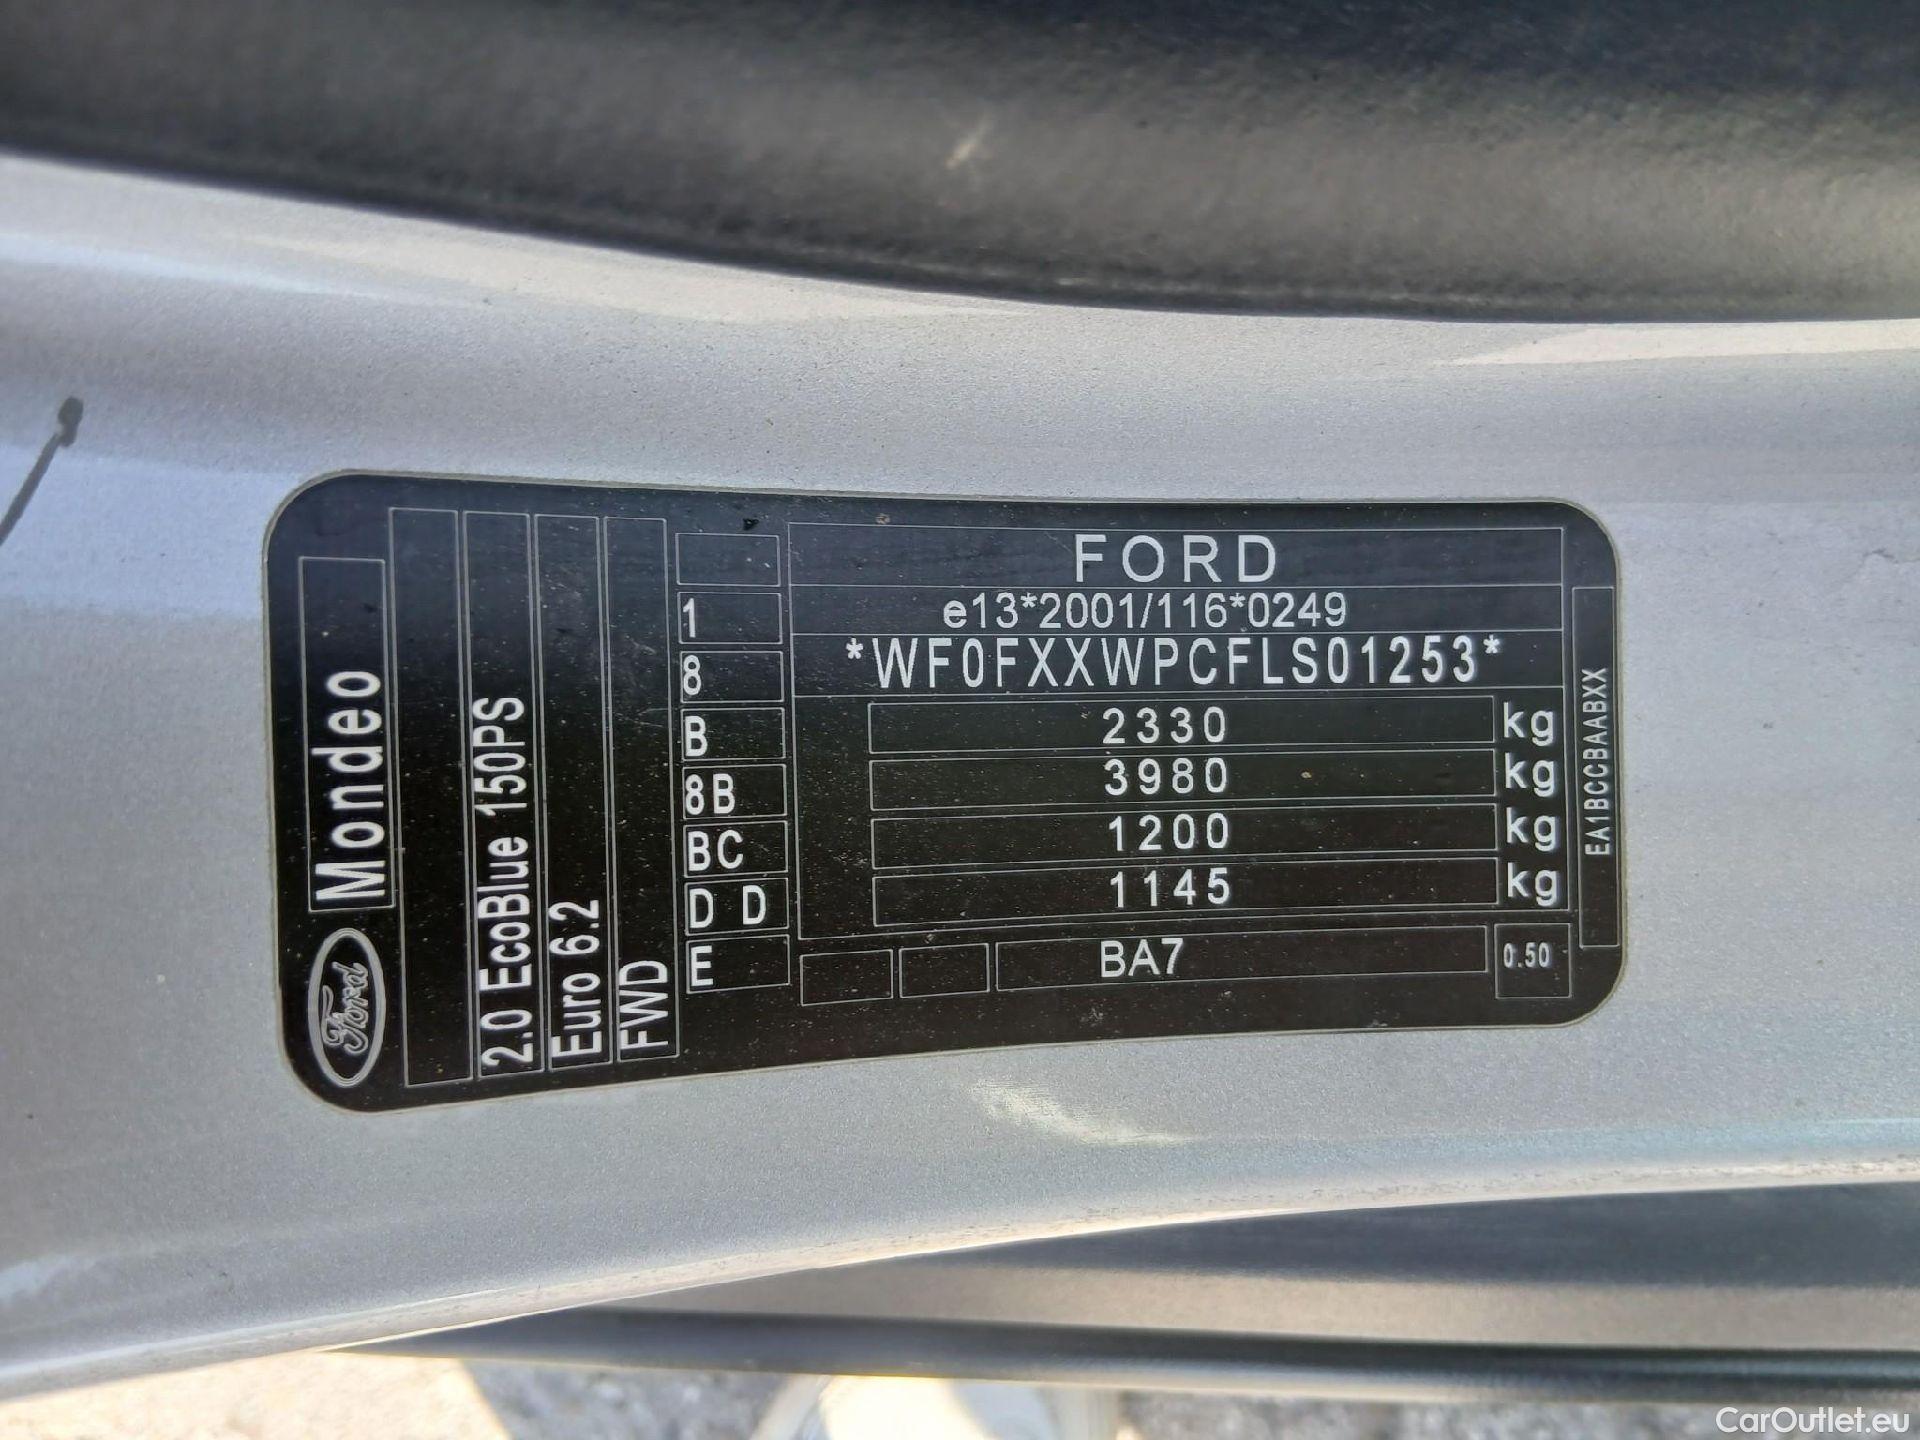 Ford
Mondeo
2.0 EcoBlue 150PS
Euro 6.2
FWD
FORD
1 e13*2001/116*0249
8 *WF0FXXWPCFLS01253*
B 2330 kg
8B 3980 kg
BC 1200 kg
D D 1145 kg
E BA7 0.50
EA1BCCBAABXX
CarOutlet.eu